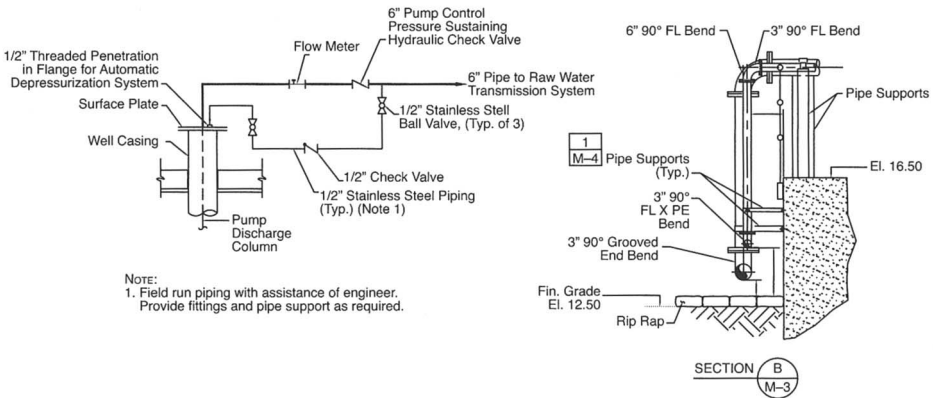 6" Pump Control
Pressure Sustaining
Hydraulic Check Valve
Flow Meter
1/2" Threaded Penetration
in Flange for Automatic
Depressurization System
6" Pipe to Raw Water
Transmission System
Surface Plate
1/2" Stainless Stell
Ball Valve, (Typ. of 3)
Well Casing
1/2" Check Valve
1/2" Stainless Steel Piping
(Typ.) (Note 1)
Pump
Discharge
Column
NOTE:
1. Field run piping with assistance of engineer.
Provide fittings and pipe support as required.
6" 90° FL Bend
3" 90° FL Bend
Pipe Supports
1
M–4
Pipe Supports
(Typ.)
El. 16.50
3" 90°
FL X PE
Bend
3" 90° Grooved
End Bend
Fin. Grade
El. 12.50
Rip Rap
SECTION
B
M–3